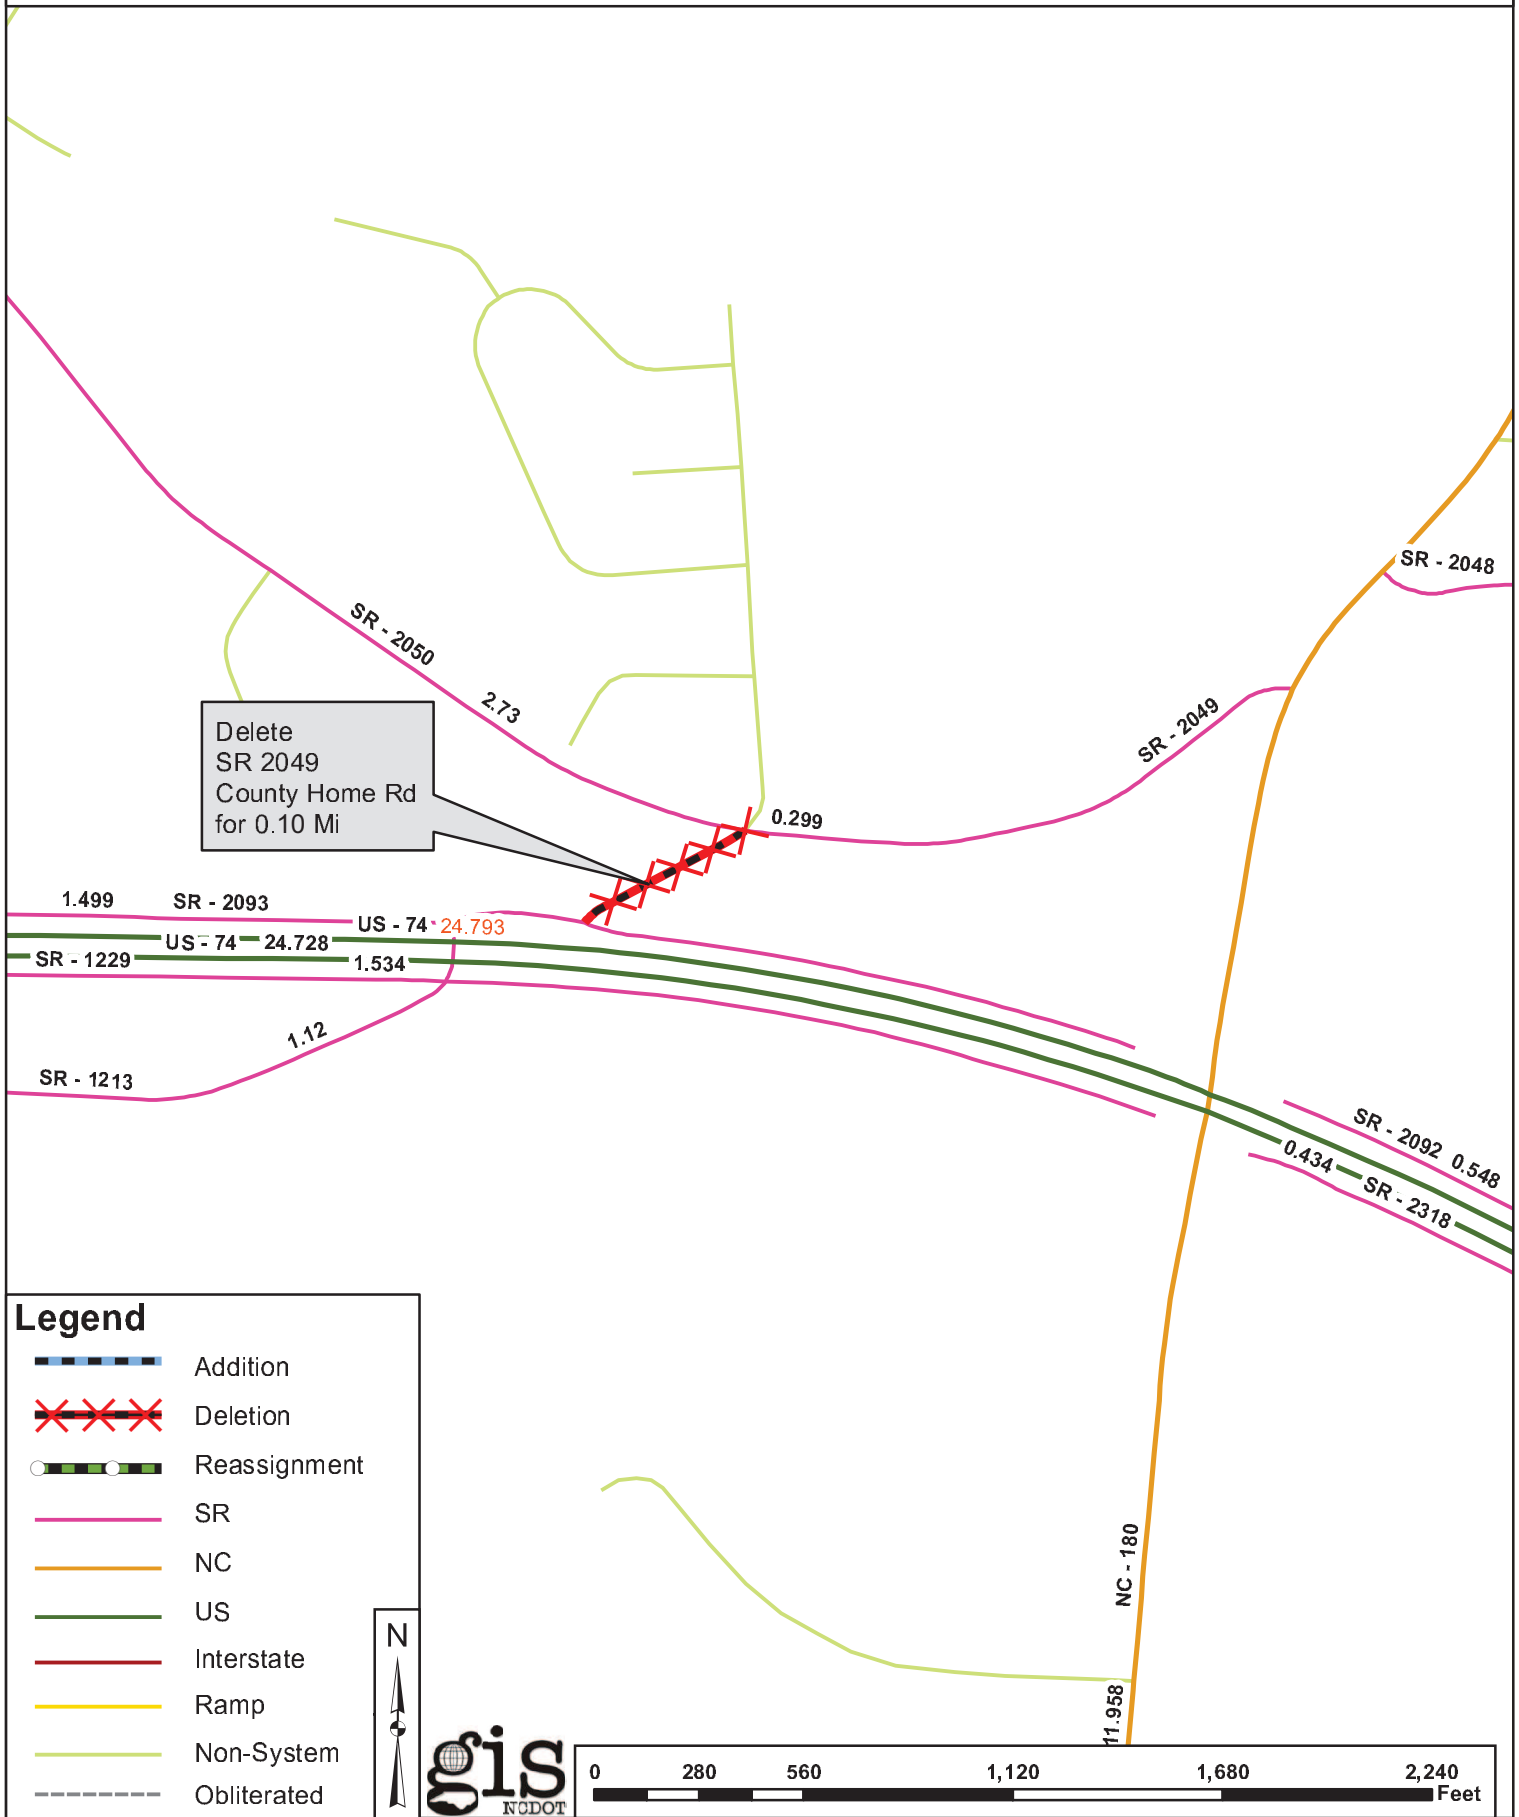 SR - 2048
SR - 2050
2.73
SR - 2049
Delete
SR 2049
County Home Rd
for 0.10 Mi
0.299
1.499 SR - 2093
US - 74 24.793
US - 74 24.728
SR - 1229 1.534
1.12
SR - 1213
SR - 2092 0.548
0.434 SR - 2318
Legend
Addition
Deletion
Reassignment
SR
NC
US
Interstate
Ramp
Non-System
Obliterated
N
gis
NCDOT
NC - 180
11.958
0 280 560 1,120 1,680 2,240
Feet